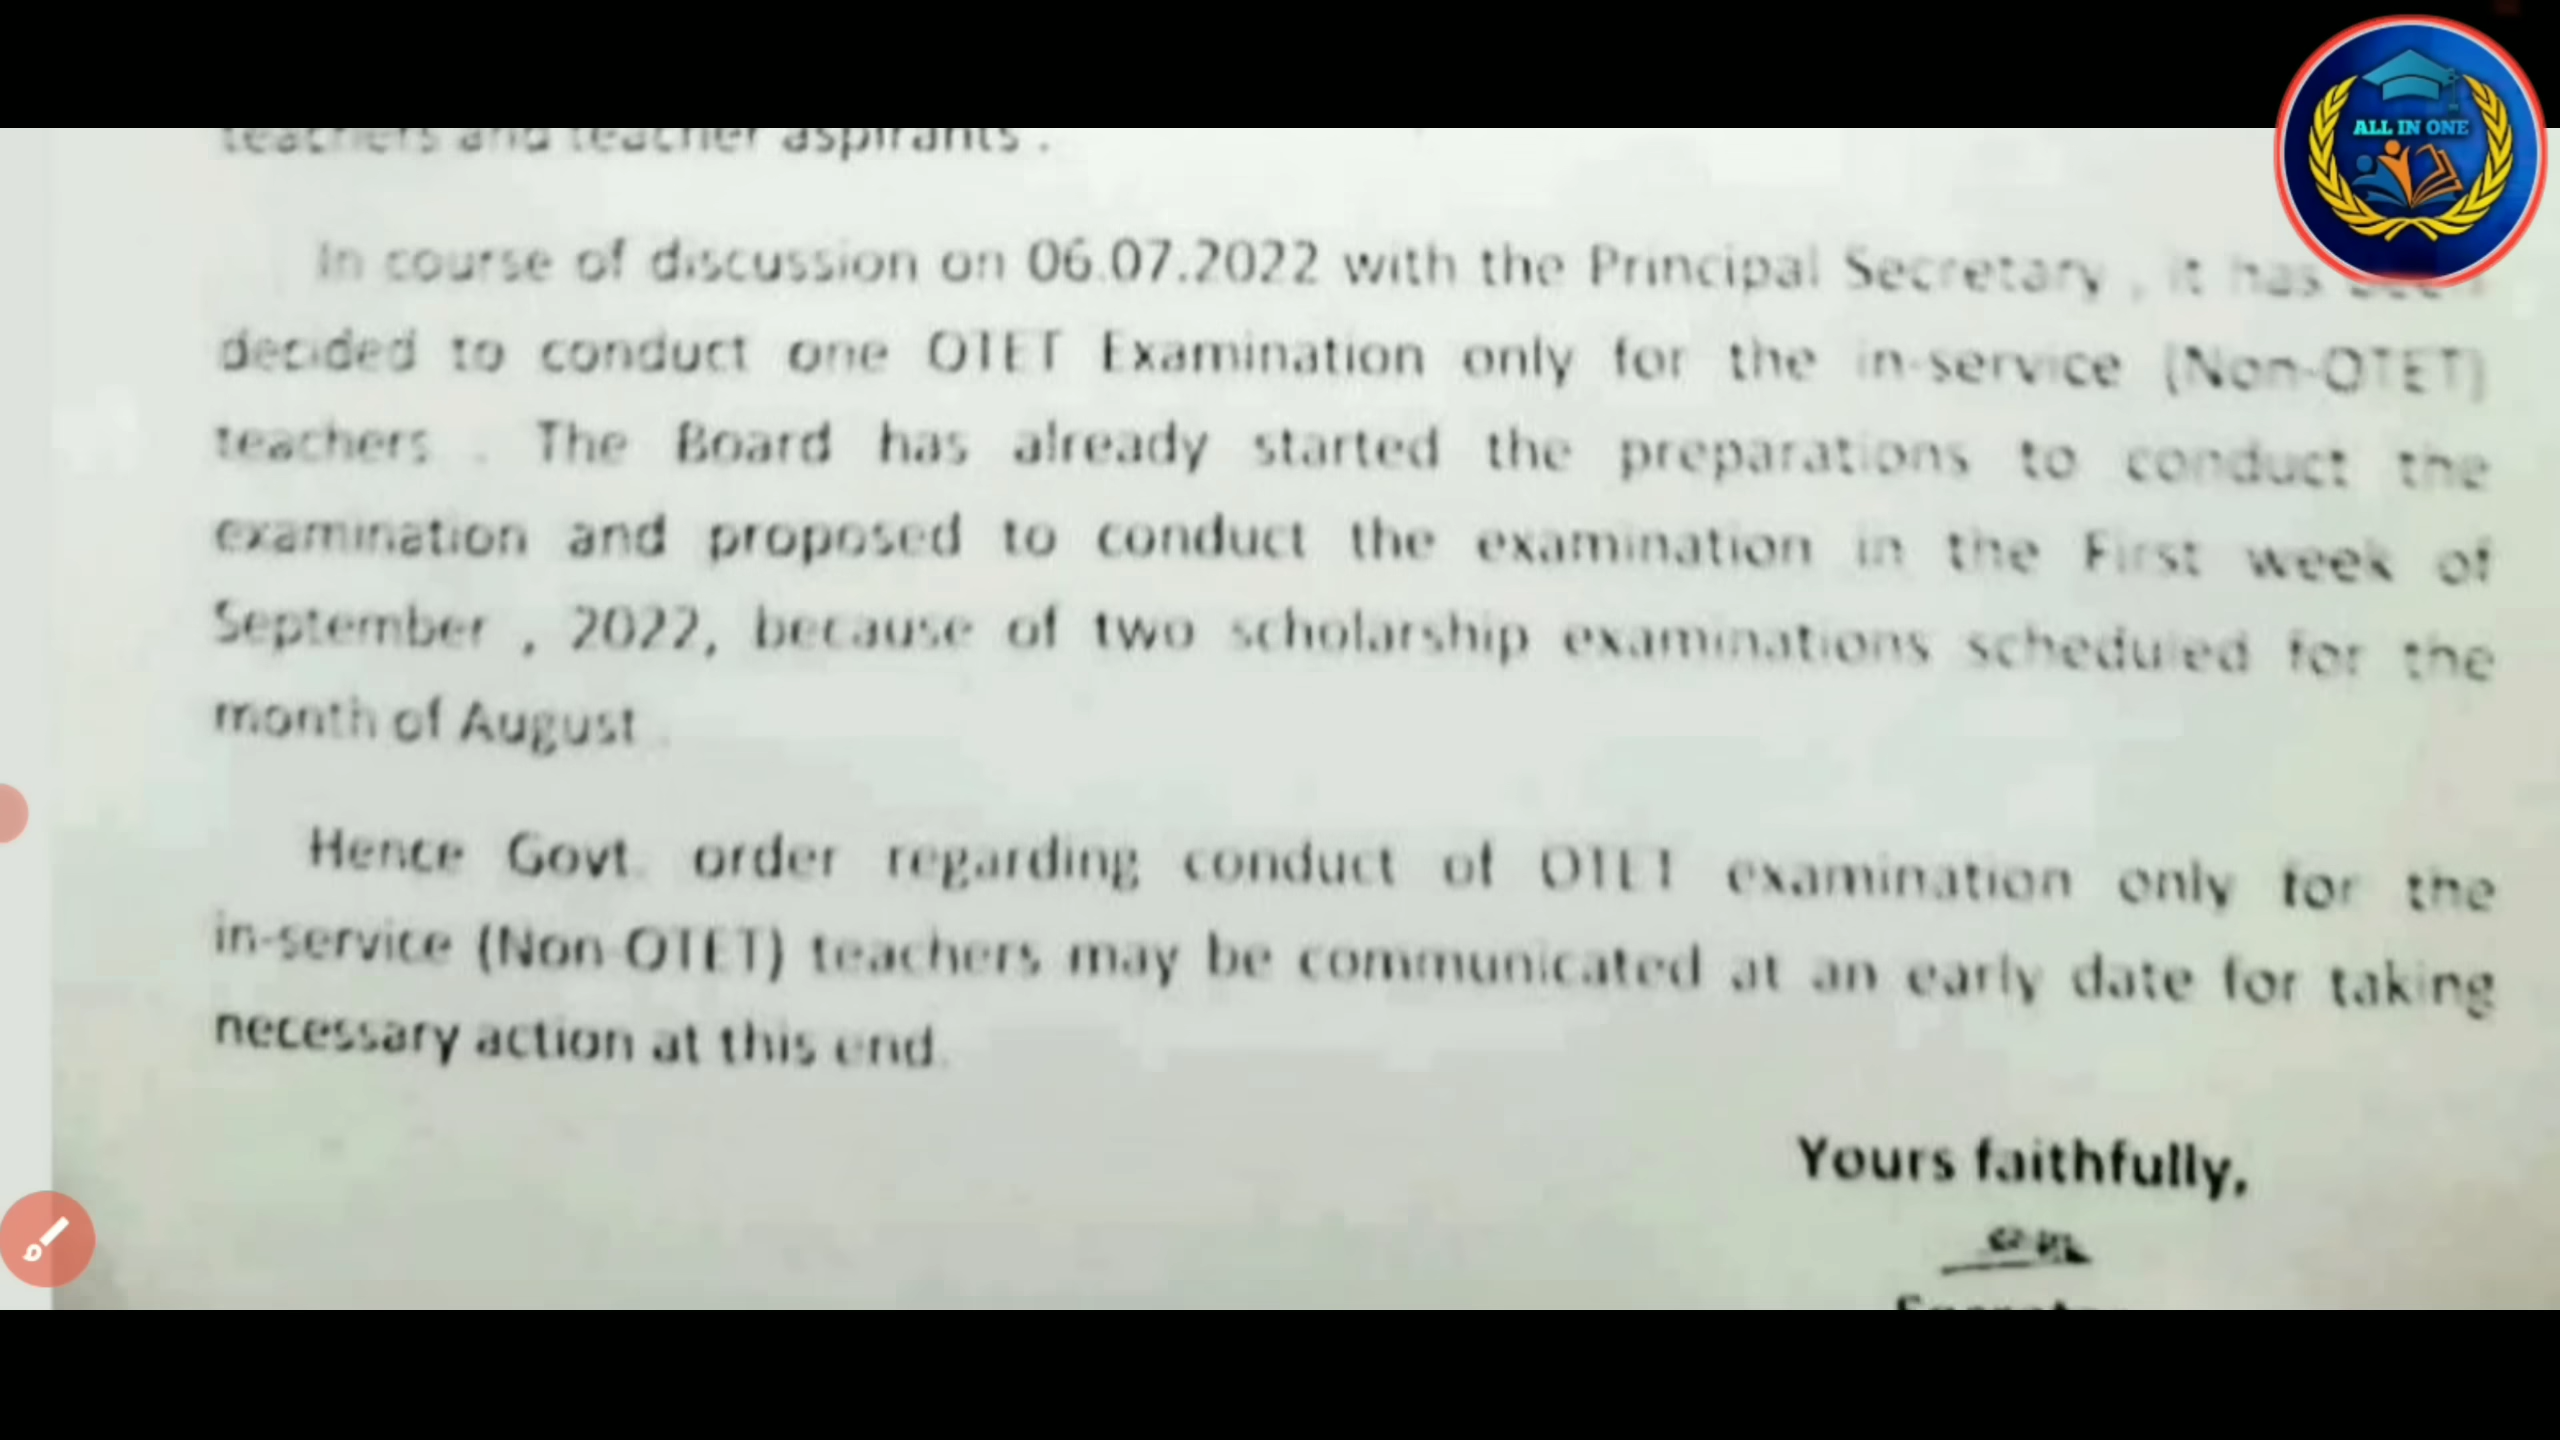 teachers and teacher aspirants .
ALL IN ONE
In course of discussion on 06.07.2022 with the Principal Secretary , it has been
decided to conduct one OTET Examination only for the in-service (Non-OTET)
teachers . The Board has already started the preparations to conduct the
examination and proposed to conduct the examination in the First week of
September , 2022, because of two scholarship examinations scheduled for the
month of August .
Hence Govt. order regarding conduct of OTET examination only for the
in-service (Non-OTET) teachers may be communicated at an early date for taking
necessary action at this end.
Yours faithfully,